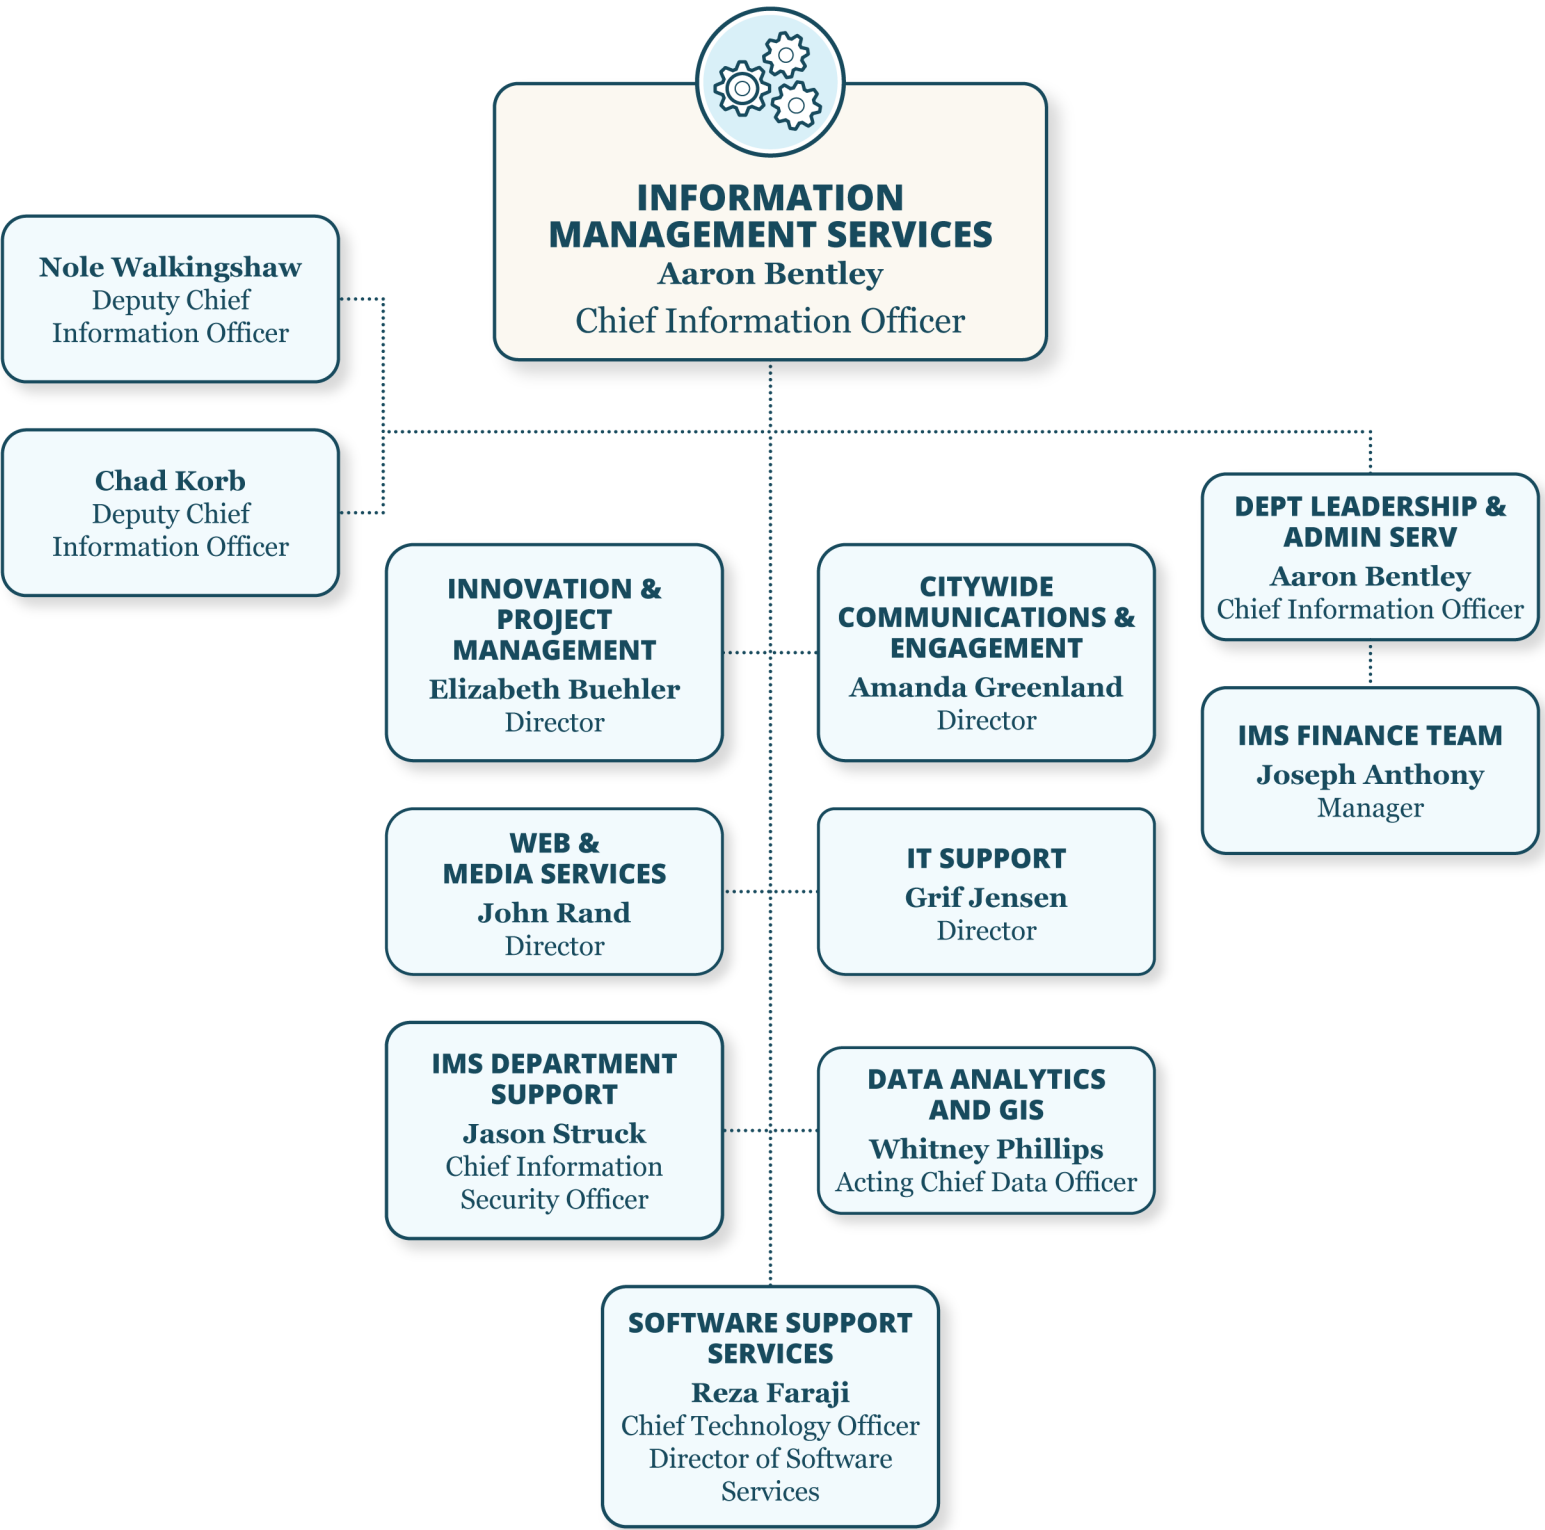 INFORMATION
MANAGEMENT SERVICES
Aaron Bentley
Chief Information Officer
Nole Walkingshaw
Deputy Chief
Information Officer
Chad Korb
Deputy Chief
Information Officer
DEPT LEADERSHIP &
ADMIN SERV
Aaron Bentley
Chief Information Officer
IMS FINANCE TEAM
Joseph Anthony
Manager
INNOVATION &
PROJECT
MANAGEMENT
Elizabeth Buehler
Director
CITYWIDE
COMMUNICATIONS &
ENGAGEMENT
Amanda Greenland
Director
WEB &
MEDIA SERVICES
John Rand
Director
IT SUPPORT
Grif Jensen
Director
IMS DEPARTMENT
SUPPORT
Jason Struck
Chief Information
Security Officer
DATA ANALYTICS
AND GIS
Whitney Phillips
Acting Chief Data Officer
SOFTWARE SUPPORT
SERVICES
Reza Faraji
Chief Technology Officer
Director of Software
Services